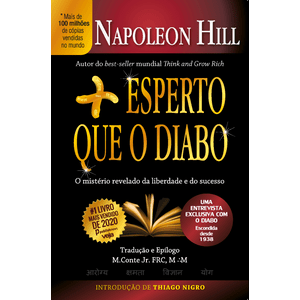 * Mais de
100 milhões
de cópias
vendidas
no mundo
NAPOLEON HILL
Autor do best-seller mundial Think and Grow Rich
+ ESPERTO
QUE O DIABO
O mistério revelado da liberdade e do sucesso
#1 LIVRO
MAIS VENDIDO
DE 2020
UMA
ENTREVISTA
EXCLUSIVA COM
O DIABO
Escondida
desde
1938
Tradução e Epílogo
M.Conte Jr. FRC, M∴M
आरोग्य क्षमता विज्ञान योग
INTRODUÇÃO DE THIAGO NIGRO